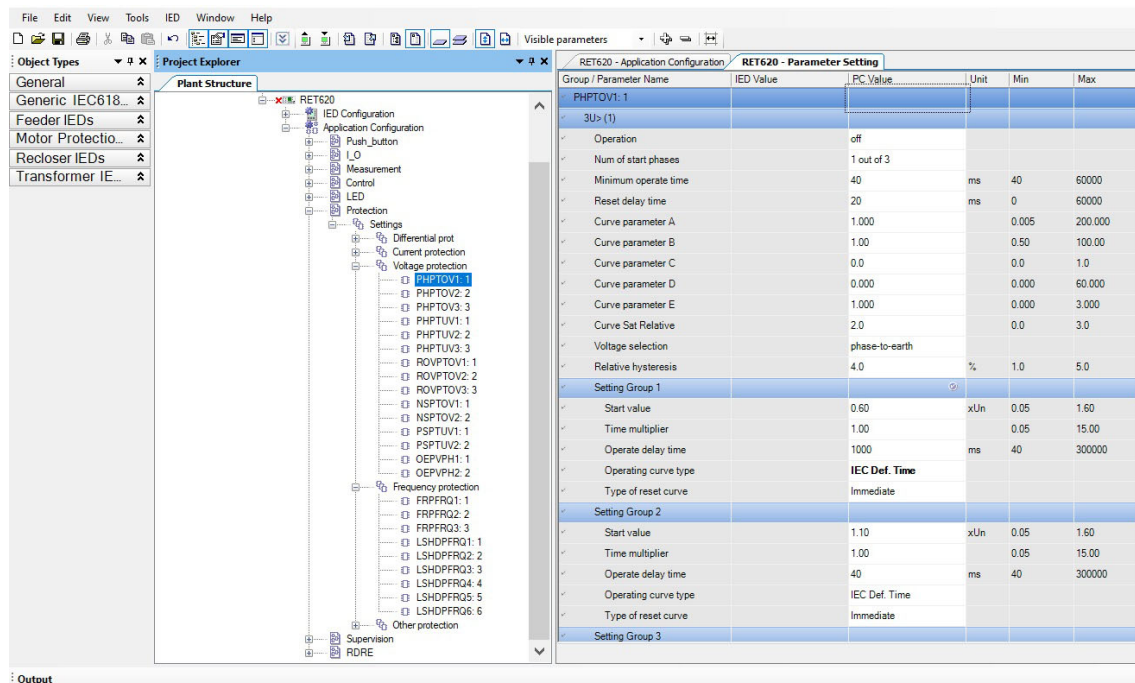 File Edit View Tools IED Window Help
Visible parameters
Object Types
General
Generic IEC618...
Feeder IEDs
Motor Protectio...
Recloser IEDs
Transformer IE...
Project Explorer
Plant Structure
RET620
IED Configuration
Application Configuration
Push_button
I_O
Measurement
Control
LED
Protection
Settings
Differential prot
Current protection
Voltage protection
PHPTOV1: 1
PHPTOV2: 2
PHPTOV3: 3
PHPTUV1: 1
PHPTUV2: 2
PHPTUV3: 3
ROVPTOV1: 1
ROVPTOV2: 2
ROVPTOV3: 3
NSPTOV1: 1
NSPTOV2: 2
PSPTUV1: 1
PSPTUV2: 2
OEPVPH1: 1
OEPVPH2: 2
Frequency protection
FRPFRQ1: 1
FRPFRQ2: 2
FRPFRQ3: 3
LSHDPFRQ1: 1
LSHDPFRQ2: 2
LSHDPFRQ3: 3
LSHDPFRQ4: 4
LSHDPFRQ5: 5
LSHDPFRQ6: 6
Other protection
Supervision
RDRE
RET620 - Application Configuration RET620 - Parameter Setting
Group / Parameter Name IED Value PC Value Unit Min Max
PHPTOV1: 1
3U> (1)
Operation off
Num of start phases 1 out of 3
Minimum operate time 40 ms 40 60000
Reset delay time 20 ms 0 60000
Curve parameter A 1.000 0.005 200.000
Curve parameter B 1.00 0.50 100.00
Curve parameter C 0.0 0.0 1.0
Curve parameter D 0.000 0.000 60.000
Curve parameter E 1.000 0.000 3.000
Curve Sat Relative 2.0 0.0 3.0
Voltage selection phase-to-earth
Relative hysteresis 4.0 % 1.0 5.0
Setting Group 1
Start value 0.60 xUn 0.05 1.60
Time multiplier 1.00 0.05 15.00
Operate delay time 1000 ms 40 300000
Operating curve type IEC Def. Time
Type of reset curve Immediate
Setting Group 2
Start value 1.10 xUn 0.05 1.60
Time multiplier 1.00 0.05 15.00
Operate delay time 40 ms 40 300000
Operating curve type IEC Def. Time
Type of reset curve Immediate
Setting Group 3
Output